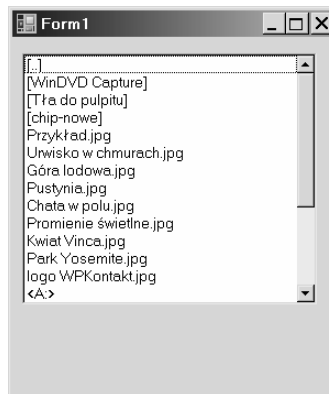 Form1
[..]
[WinDVD Capture]
[Tła do pulpitu]
[chip-nowe]
Przykład.jpg
Urwisko w chmurach.jpg
Góra lodowa.jpg
Pustynia.jpg
Chata w polu.jpg
Promienie świetlne.jpg
Kwiat Vinca.jpg
Park Yosemite.jpg
logo WPKontakt.jpg
<A:>